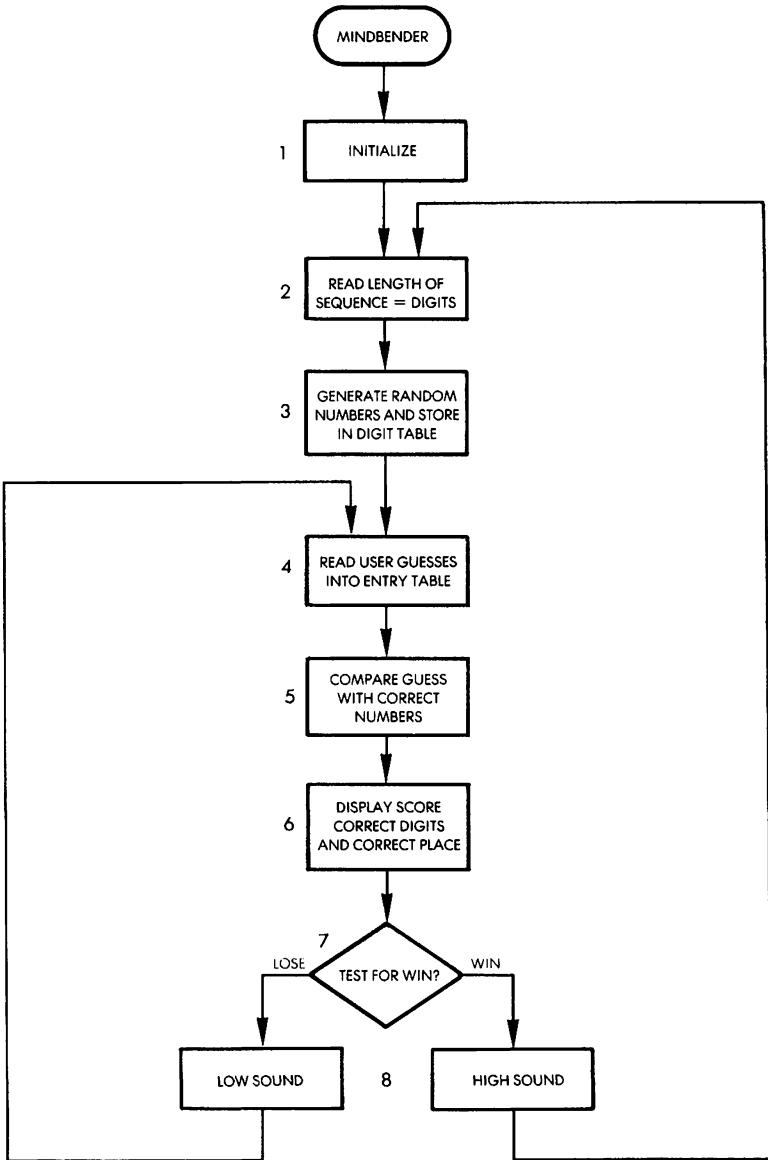 MINDBENDER
1
INITIALIZE
2
READ LENGTH OF
SEQUENCE = DIGITS
3
GENERATE RANDOM
NUMBERS AND STORE
IN DIGIT TABLE
4
READ USER GUESSES
INTO ENTRY TABLE
5
COMPARE GUESS
WITH CORRECT
NUMBERS
6
DISPLAY SCORE
CORRECT DIGITS
AND CORRECT PLACE
7
LOSE
TEST FOR WIN?
WIN
LOW SOUND
8
HIGH SOUND